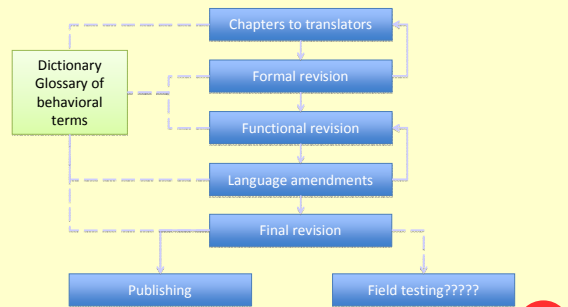 Chapters to translators
Dictionary
Glossary of
behavioral
terms
Formal revision
Functional revision
Language amendments
Final revision
Publishing
Field testing?????